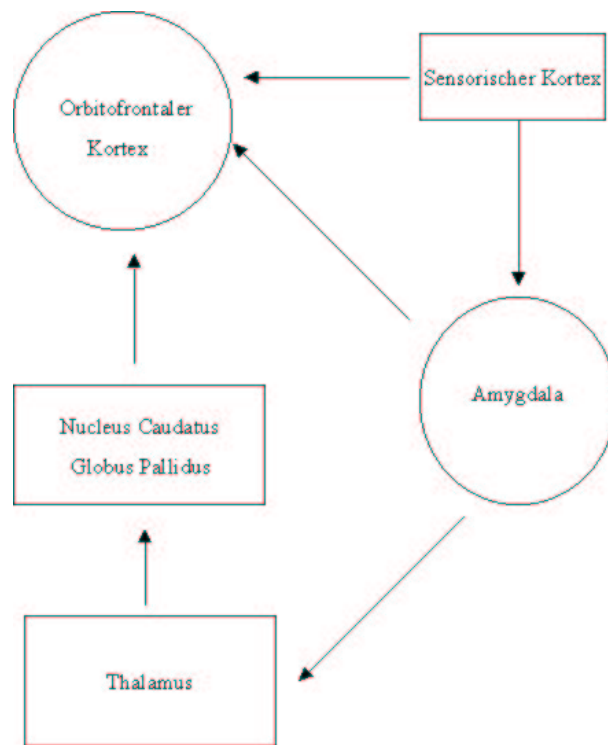 Orbitofrontaler
Kortex
Sensorischer Kortex
Amygdala
Nucleus Caudatus
Globus Pallidus
Thalamus